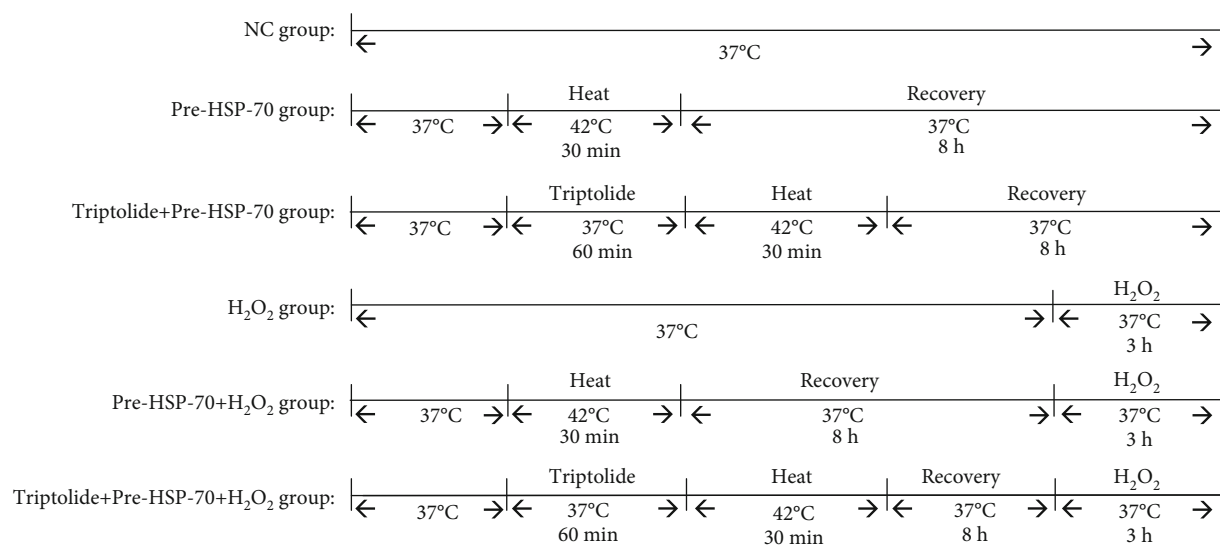 NC group:
37°C
Pre-HSP-70 group:
Heat
Recovery
37°C
42°C
37°C
30 min
8 h
Triptolide+Pre-HSP-70 group:
Triptolide
Heat
Recovery
37°C
37°C
42°C
37°C
60 min
30 min
8 h
H₂O₂ group:
H₂O₂
37°C
37°C
3 h
Pre-HSP-70+H₂O₂ group:
Heat
Recovery
H₂O₂
37°C
42°C
37°C
37°C
30 min
8 h
3 h
Triptolide+Pre-HSP-70+H₂O₂ group:
Triptolide
Heat
Recovery
H₂O₂
37°C
37°C
42°C
37°C
37°C
60 min
30 min
8 h
3 h